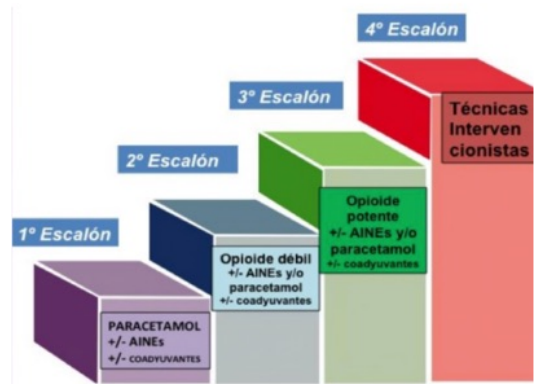 4º Escalón
3º Escalón
2º Escalón
1º Escalón
Técnicas
Interven
cionistas
Opioide
potente
+/- AINEs y/o
paracetamol
+/- coadyuvantes
Opioide débil
+/- AINEs y/o
paracetamol
+/- coadyuvantes
PARACETAMOL
+/- AINEs
+/- COADYUVANTES